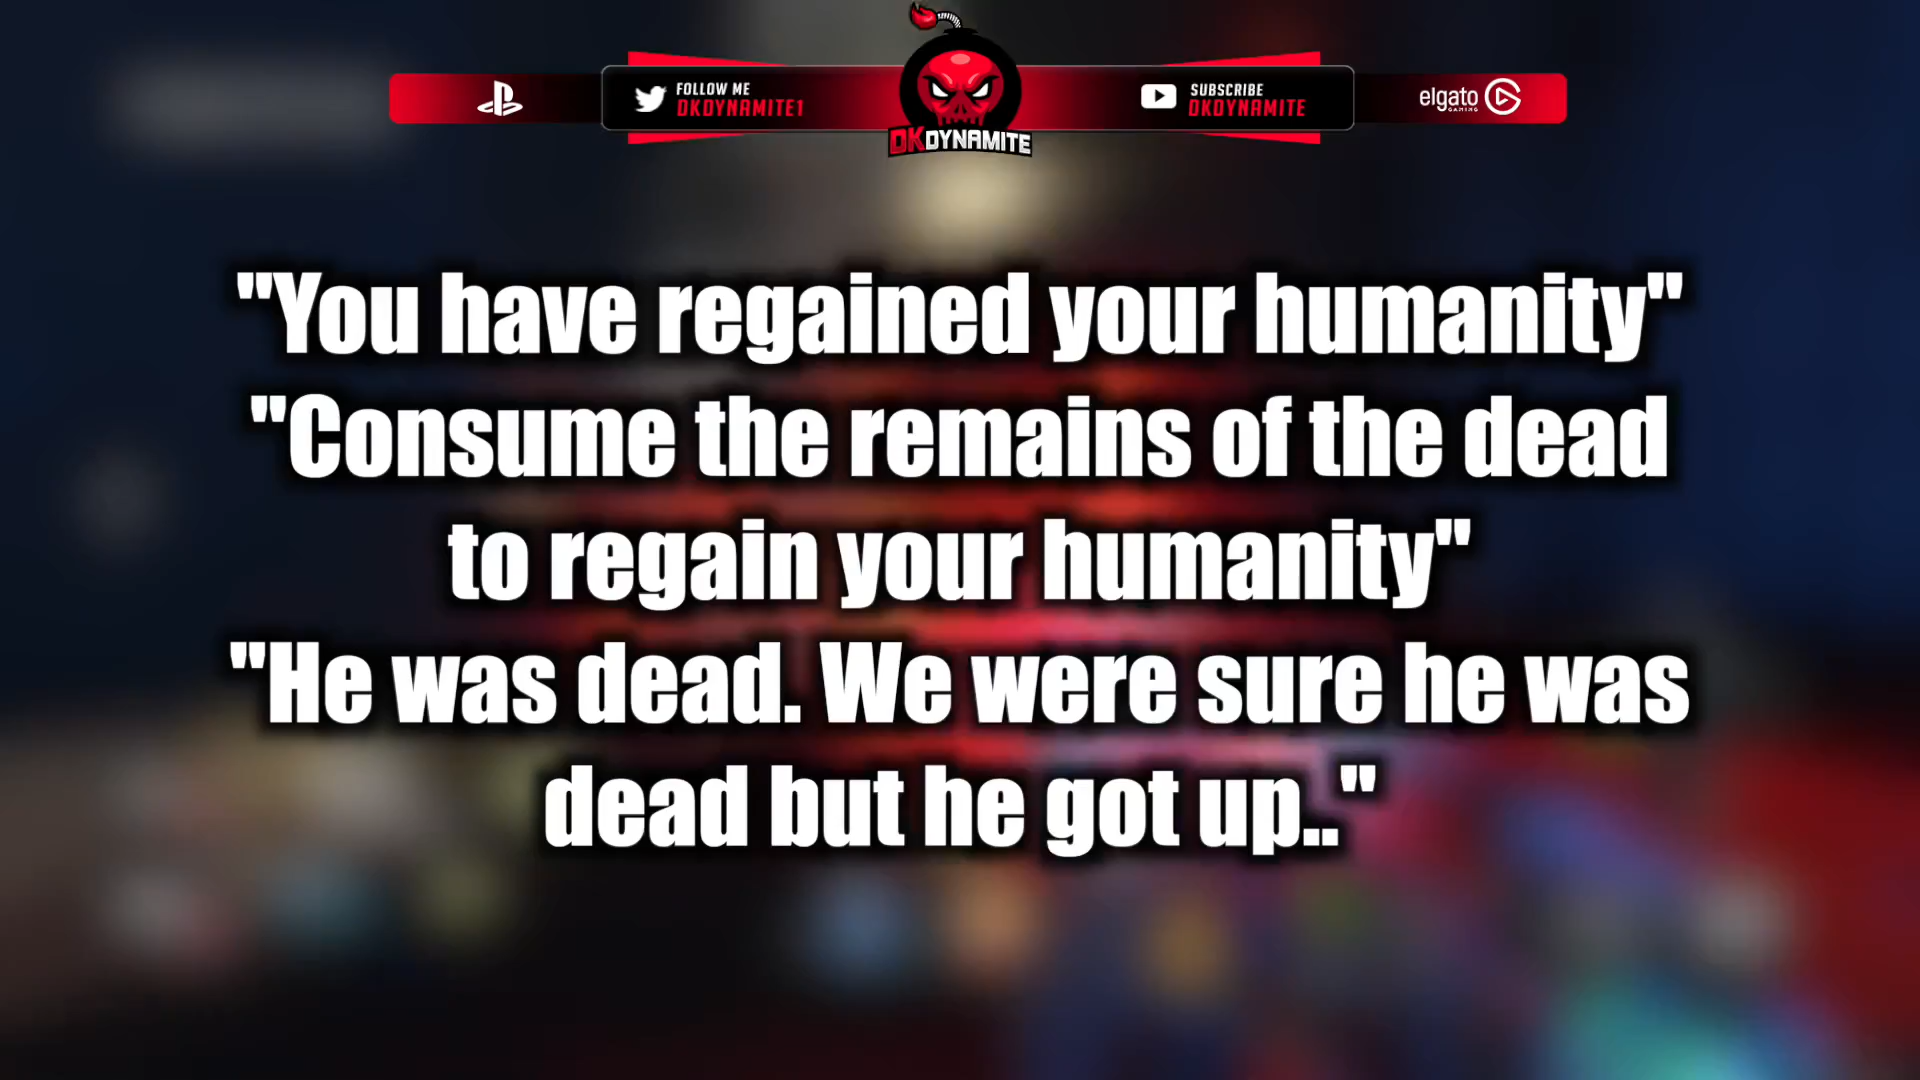 FOLLOW ME
DKDYNAMITE1
DKDYNAMITE
SUBSCRIBE
DKDYNAMITE
elgato
GAMING
"You have regained your humanity"
"Consume the remains of the dead
to regain your humanity"
"He was dead. We were sure he was
dead but he got up.."